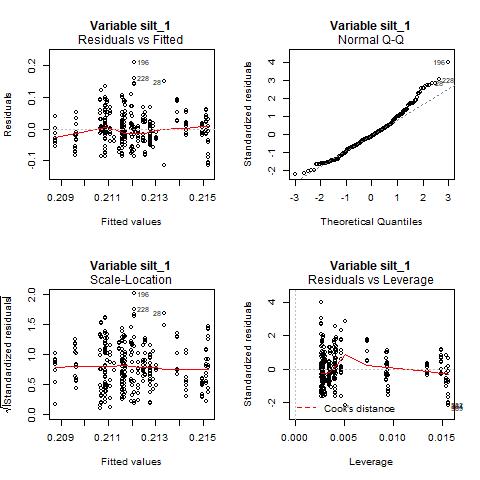 Variable silt_1
Residuals vs Fitted
Residuals
-0.1 0.0 0.1 0.2
196
228
28
0.209 0.211 0.213 0.215
Fitted values
Variable silt_1
Normal Q-Q
Standardized residuals
-2 -1 0 1 2 3 4
196
228
-3 -2 -1 0 1 2 3
Theoretical Quantiles
Variable silt_1
Scale-Location
√|Standardized residuals|
0.0 0.5 1.0 1.5 2.0
196
228
28
0.209 0.211 0.213 0.215
Fitted values
Variable silt_1
Residuals vs Leverage
Standardized residuals
-2 0 2 4
Cook's distance
0.000 0.005 0.010 0.015
Leverage